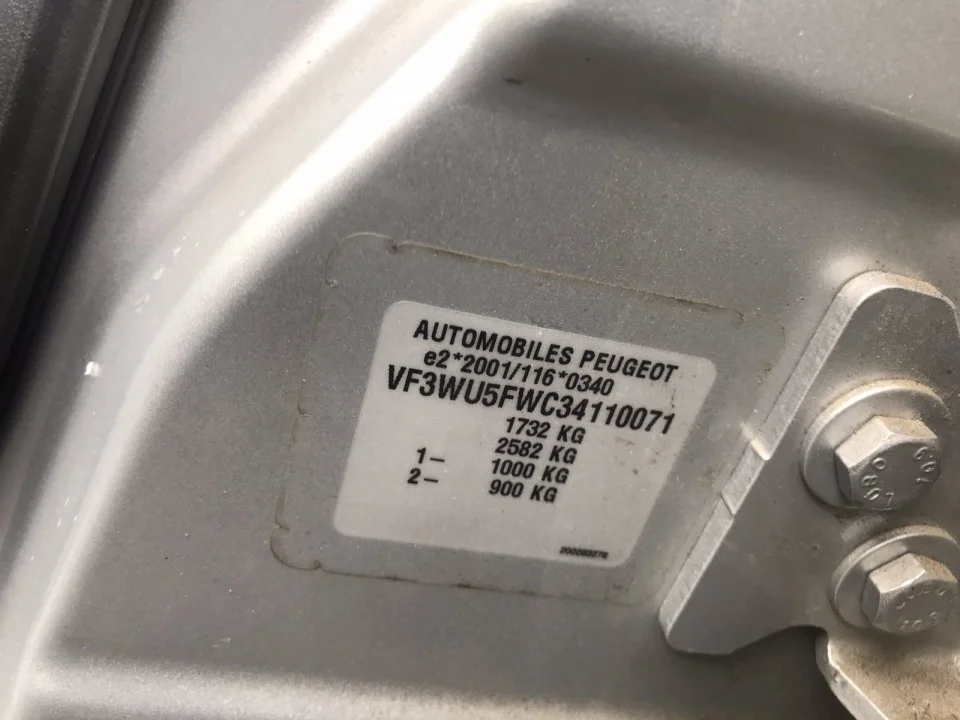 AUTOMOBILES PEUGEOT
e2*2001/116*0340
VF3WU5FWC34110071
1732 KG
2582 KG
1– 1000 KG
2– 900 KG